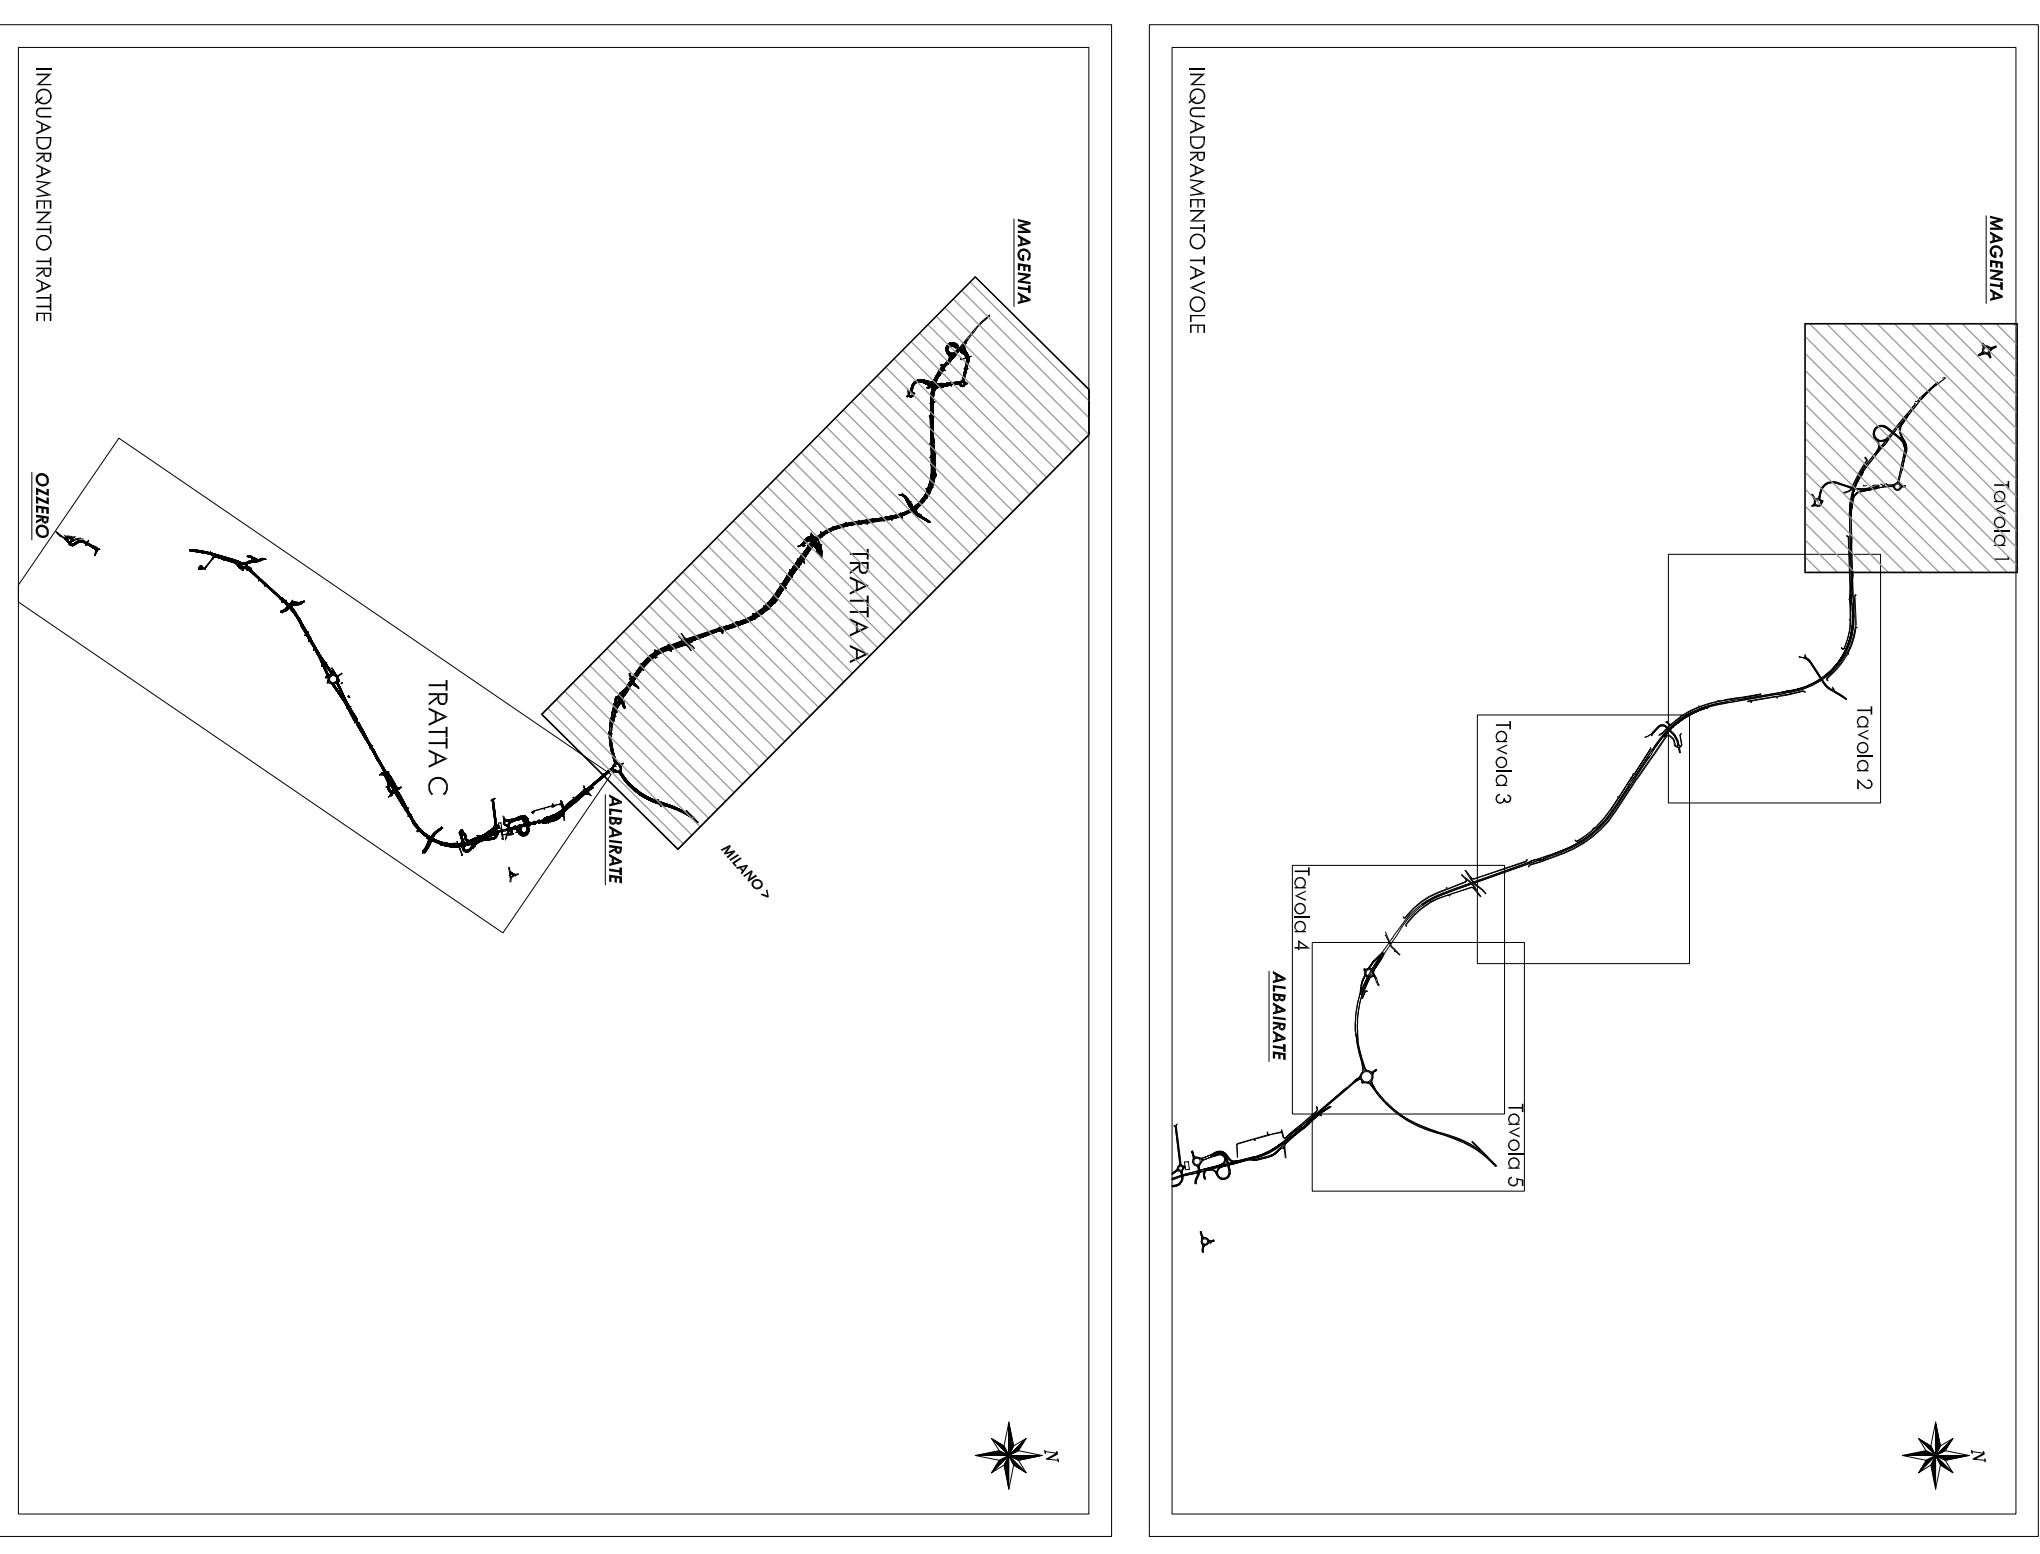 INQUADRAMENTO TAVOLE
MAGENTA
Tavola 1
Tavola 2
Tavola 3
Tavola 4
ALBAIRATE
Tavola 5
N
INQUADRAMENTO TRATTE
MAGENTA
TRATTA A
OZZERO
TRATTA C
ALBAIRATE
MILANO >
N